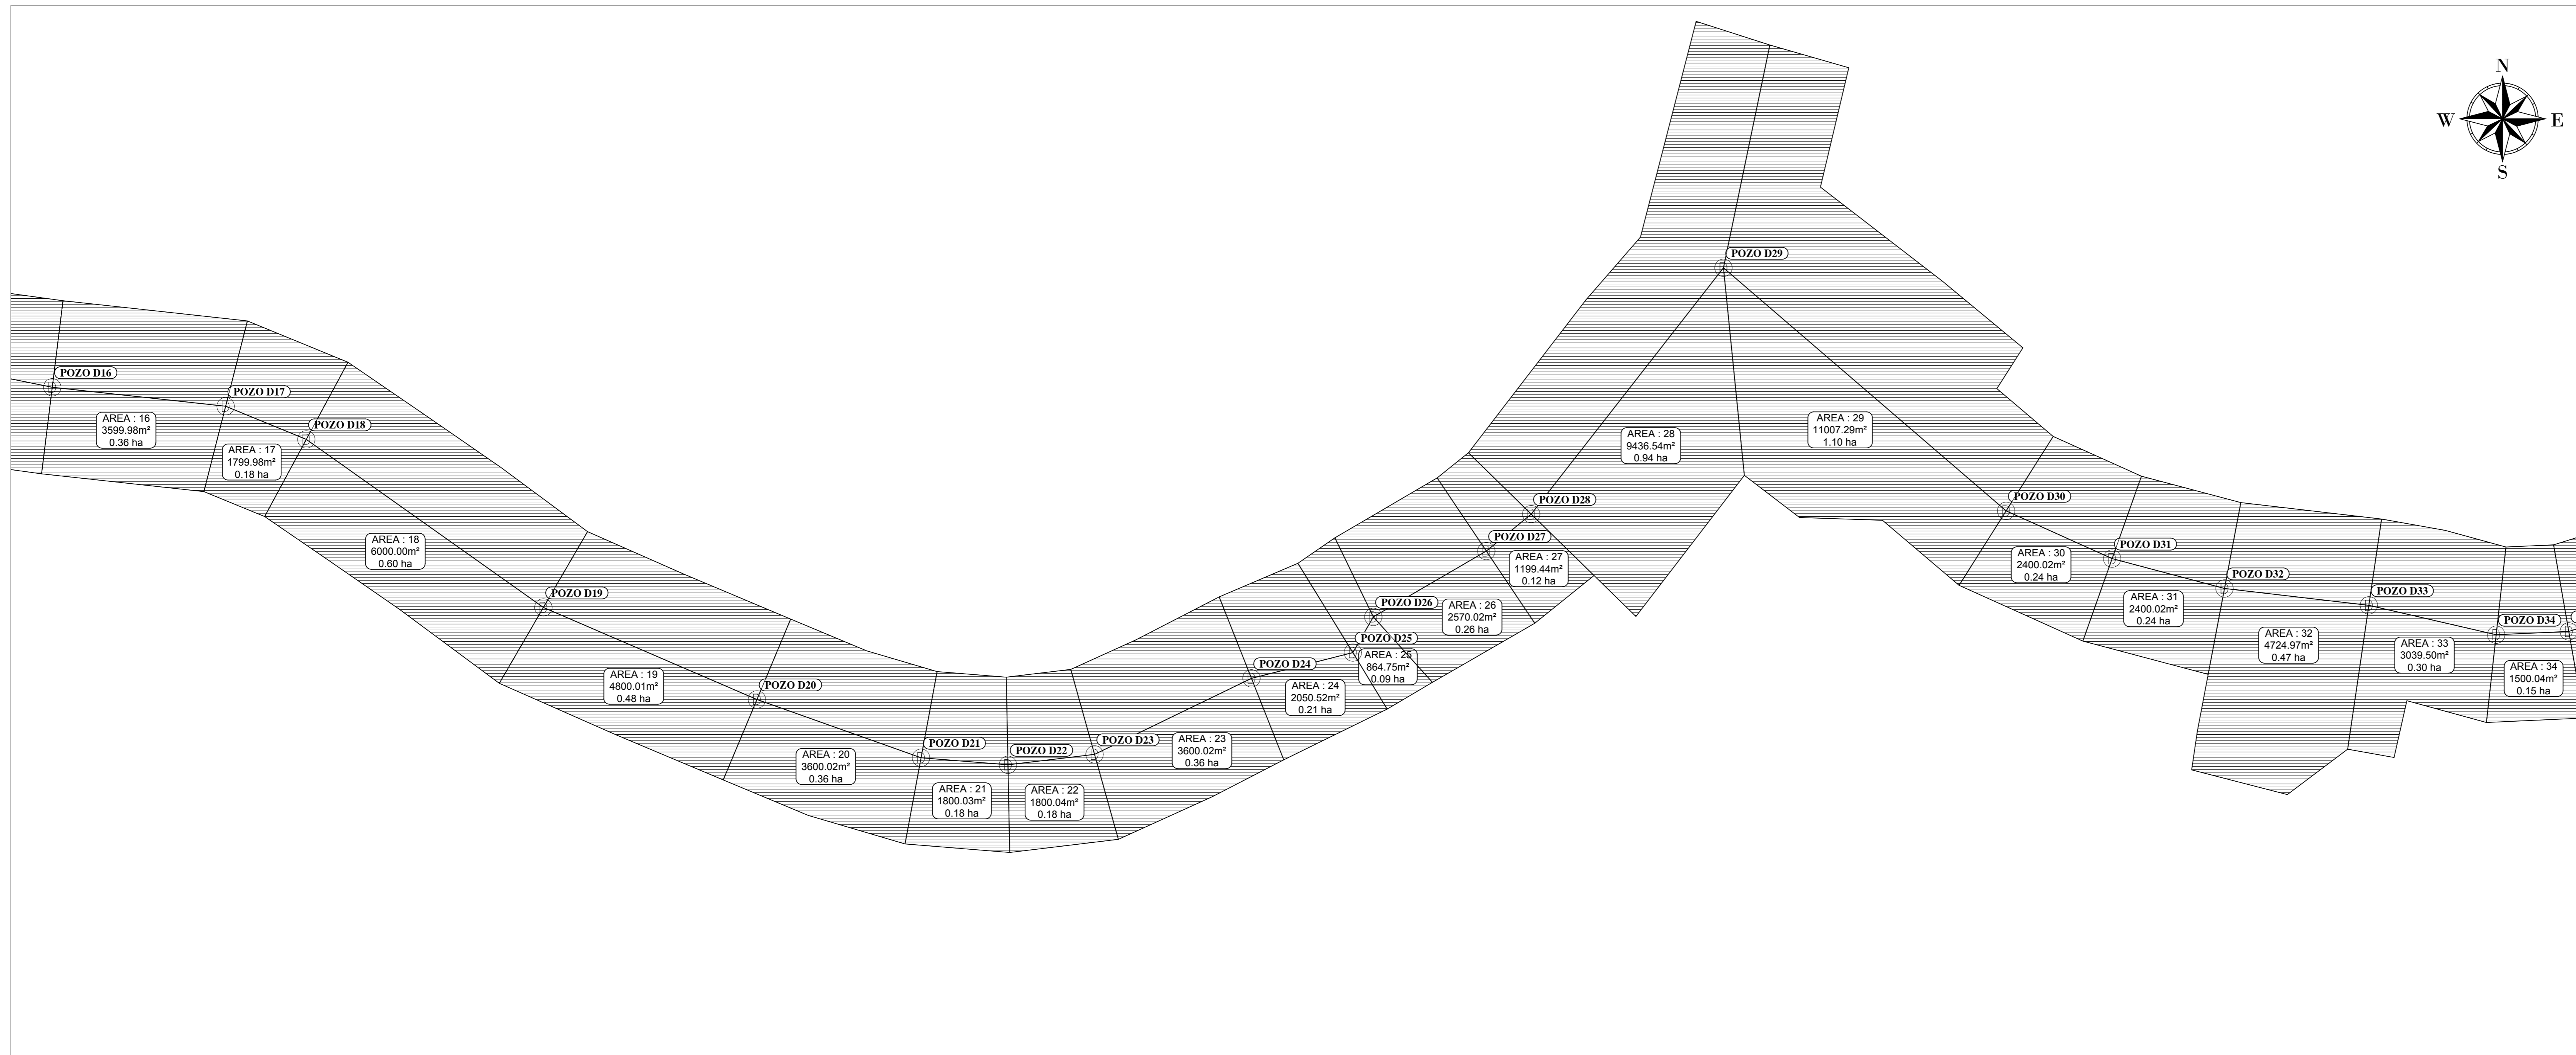 N
W
E
S
POZO D16
AREA : 16
3599.98m²
0.36 ha
POZO D17
AREA : 17
1799.98m²
0.18 ha
POZO D18
AREA : 18
6000.00m²
0.60 ha
POZO D19
AREA : 19
4800.01m²
0.48 ha
POZO D20
AREA : 20
3600.02m²
0.36 ha
POZO D21
AREA : 21
1800.03m²
0.18 ha
POZO D22
AREA : 22
1800.04m²
0.18 ha
POZO D23
AREA : 23
3600.02m²
0.36 ha
POZO D24
AREA : 24
2050.52m²
0.21 ha
POZO D25
AREA : 25
864.75m²
0.09 ha
POZO D26
AREA : 26
2570.02m²
0.26 ha
POZO D27
AREA : 27
1199.44m²
0.12 ha
POZO D28
AREA : 28
9436.54m²
0.94 ha
POZO D29
AREA : 29
11007.29m²
1.10 ha
POZO D30
AREA : 30
2400.02m²
0.24 ha
POZO D31
AREA : 31
2400.02m²
0.24 ha
POZO D32
AREA : 32
4724.97m²
0.47 ha
POZO D33
AREA : 33
3039.50m²
0.30 ha
POZO D34
AREA : 34
1500.04m²
0.15 ha